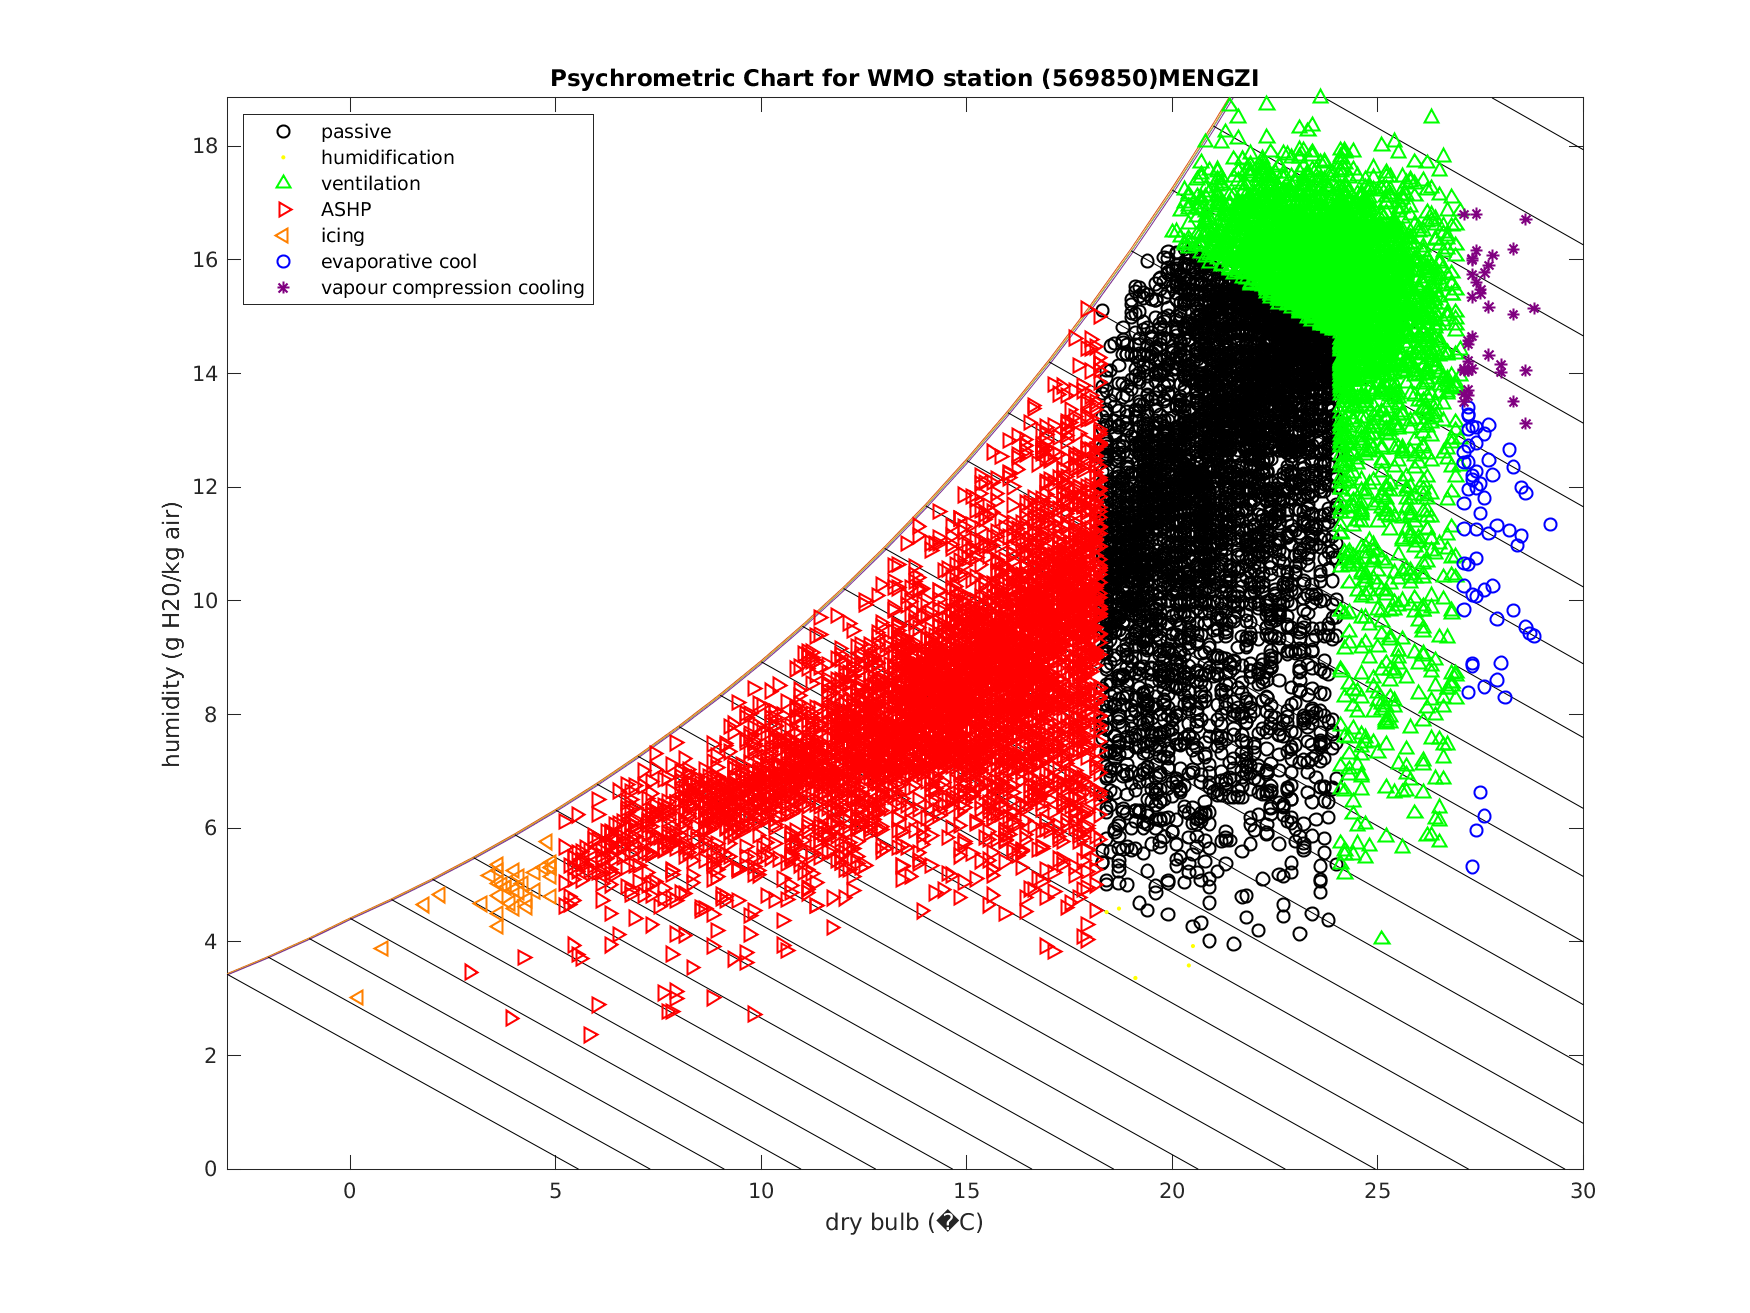 Psychrometric Chart for WMO station (569850)MENGZI
passive
humidification
ventilation
ASHP
icing
evaporative cool
vapour compression cooling
humidity (g H20/kg air)
18
16
14
12
10
8
6
4
2
0
0 5 10 15 20 25 30
dry bulb (�C)